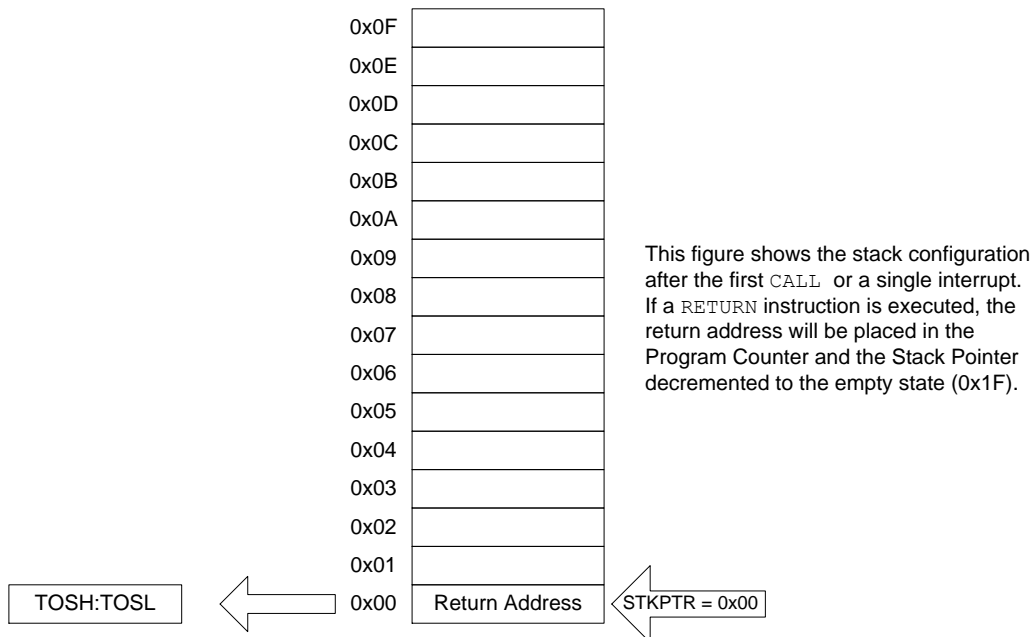 0x0F
0x0E
0x0D
0x0C
0x0B
0x0A
0x09
0x08
0x07
0x06
0x05
0x04
0x03
0x02
0x01
TOSH:TOSL
0x00
Return Address
STKPTR = 0x00
This figure shows the stack configuration
after the first CALL or a single interrupt.
If a RETURN instruction is executed, the
return address will be placed in the
Program Counter and the Stack Pointer
decremented to the empty state (0x1F).